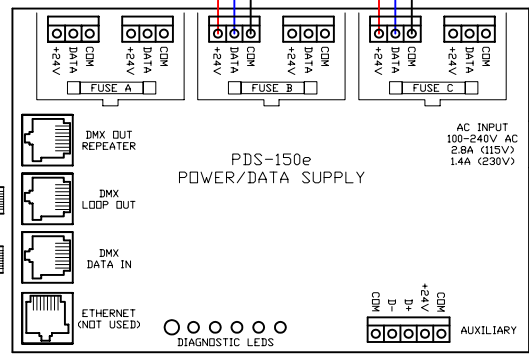 +24V DATA COM
+24V DATA COM
+24V DATA COM
+24V DATA COM
+24V DATA COM
+24V DATA COM
FUSE A
FUSE B
FUSE C
DMX OUT
REPEATER
DMX
LOOP OUT
DMX
DATA IN
ETHERNET
(NOT USED)
PDS-150e
POWER/DATA SUPPLY
AC INPUT
100-240V AC
2.8A (115V)
1.4A (230V)
DIAGNOSTIC LEDS
COM D- D+ +24V COM
AUXILIARY